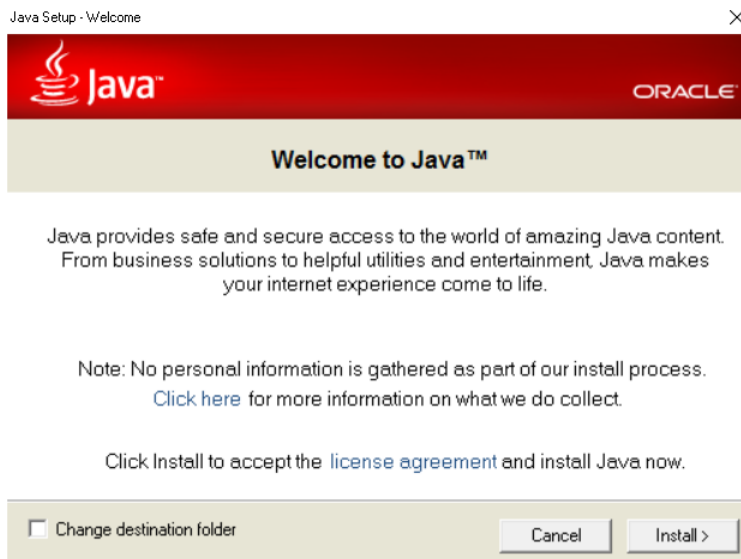 Java Setup - Welcome
Java™
ORACLE®
Welcome to Java™
Java provides safe and secure access to the world of amazing Java content.
From business solutions to helpful utilities and entertainment, Java makes
your internet experience come to life.
Note: No personal information is gathered as part of our install process.
Click here for more information on what we do collect.
Click Install to accept the license agreement and install Java now.
Change destination folder
Cancel
Install >